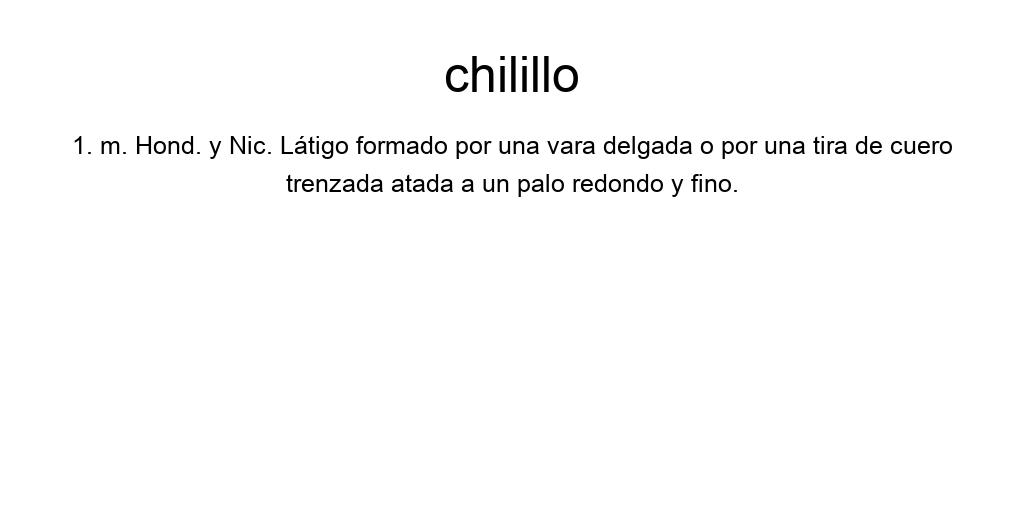 chilillo
1. m. Hond. y Nic. Látigo formado por una vara delgada o por una tira de cuero
trenzada atada a un palo redondo y fino.